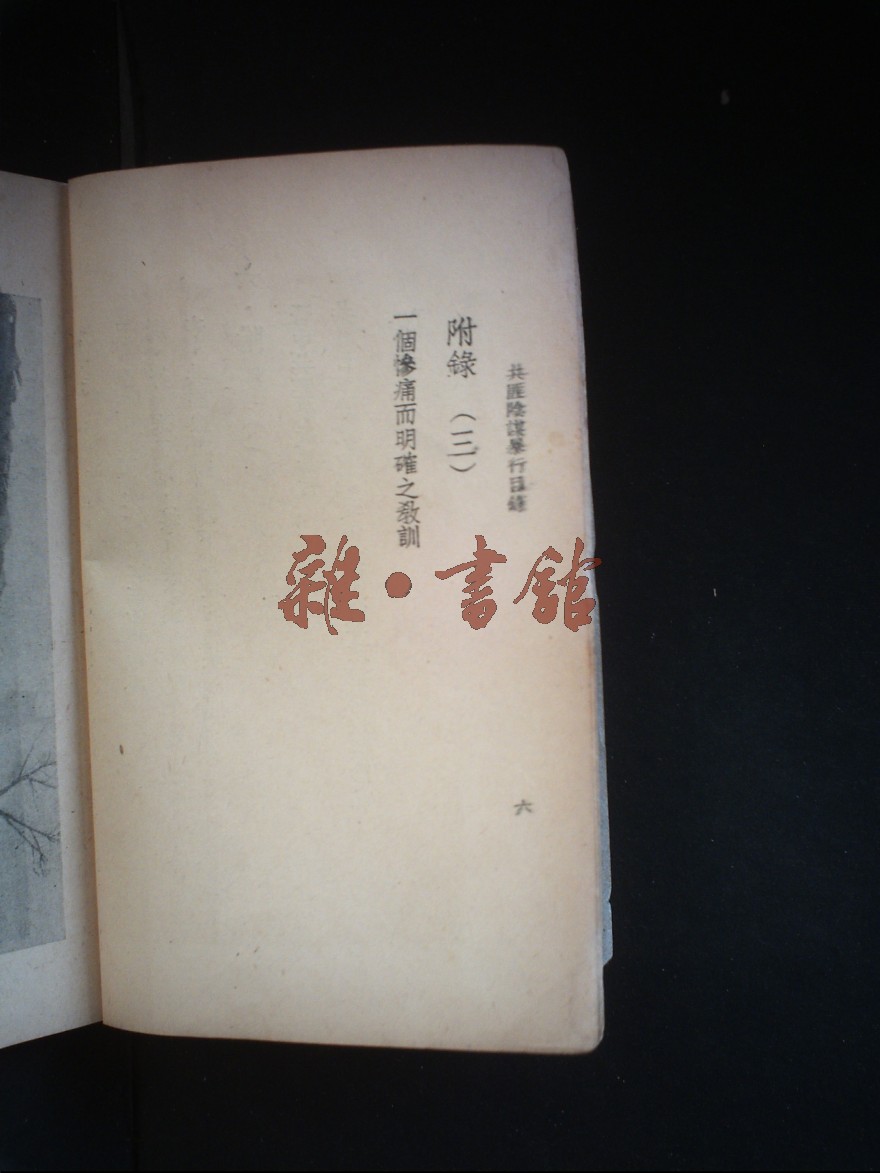 共匪陰謀暴行目錄
附錄（三）
一個慘痛而明確之教訓
六
雜·書館